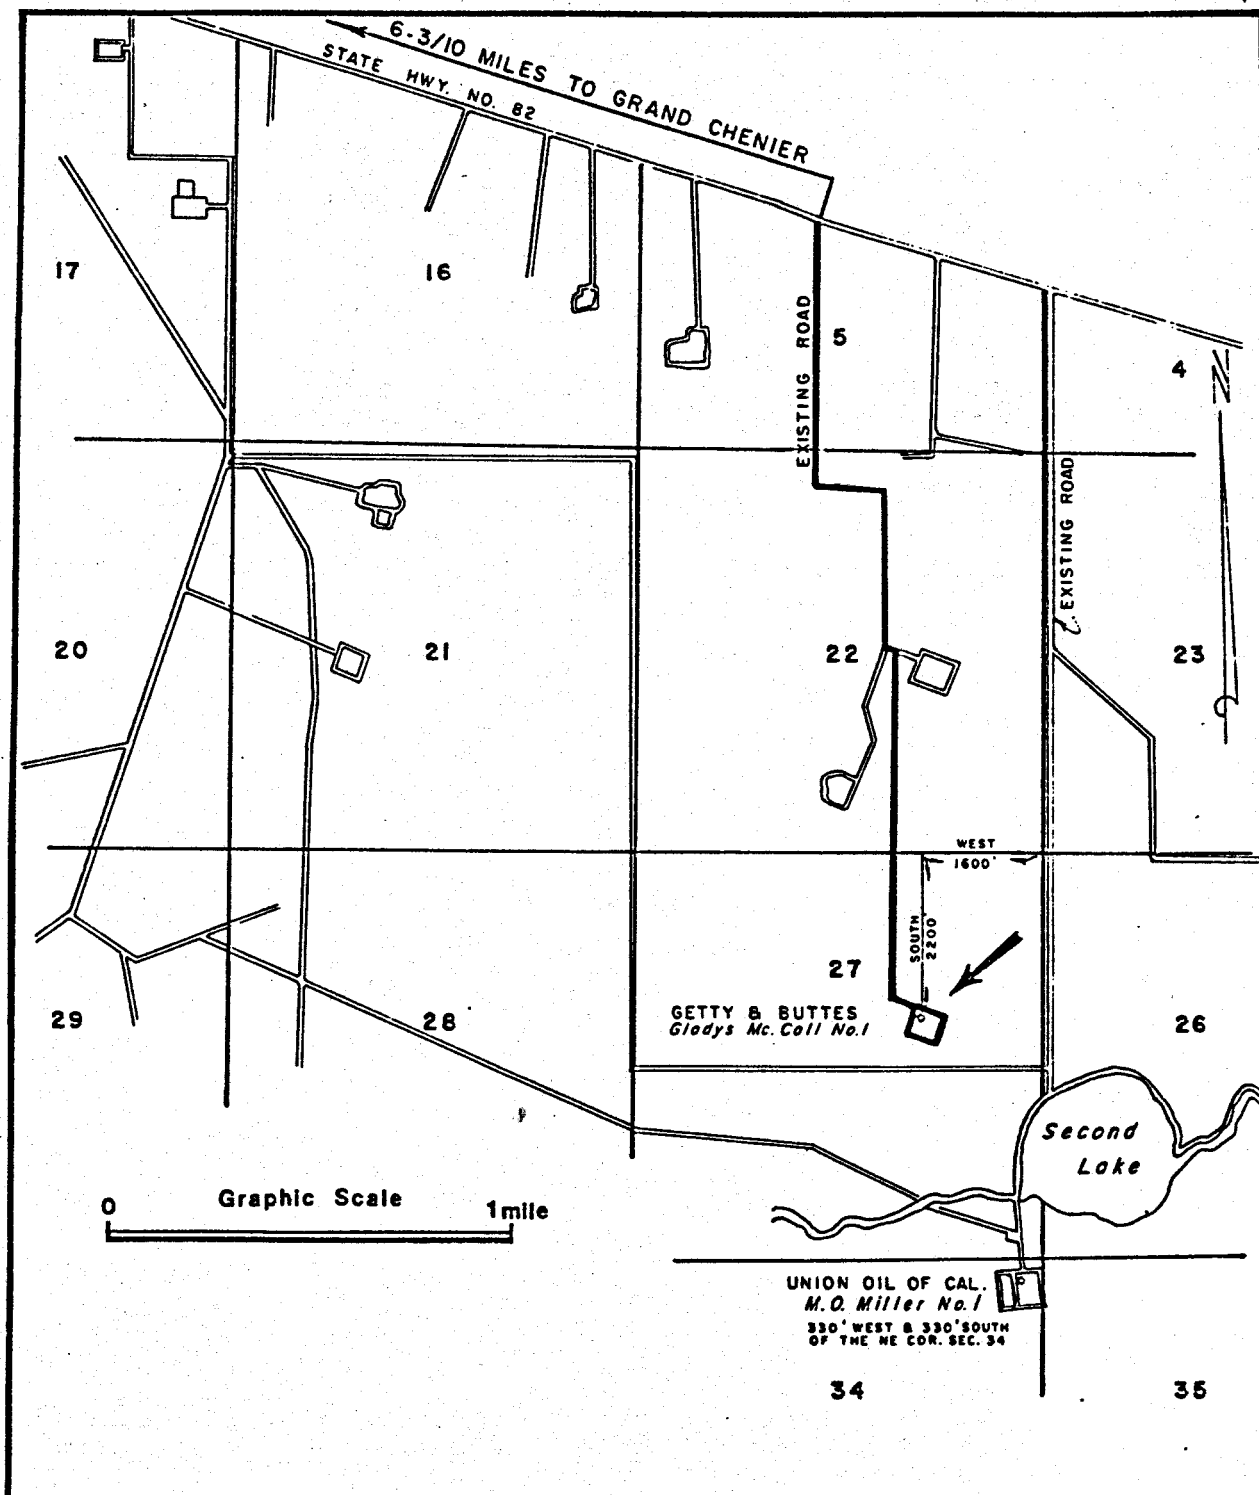 6-3/10 MILES TO GRAND CHENIER
STATE HWY. NO. 82
17
16
5
4
N
EXISTING ROAD
EXISTING ROAD
20
21
22
23
WEST
1600'
SOUTH
2200'
27
GETTY & BUTTES
Gladys Mc. Call No.1
29
28
26
Second
Lake
Graphic Scale
0
1 mile
UNION OIL OF CAL.
M.O. Miller No.1
330' WEST & 330' SOUTH
OF THE NE COR. SEC. 34
34
35